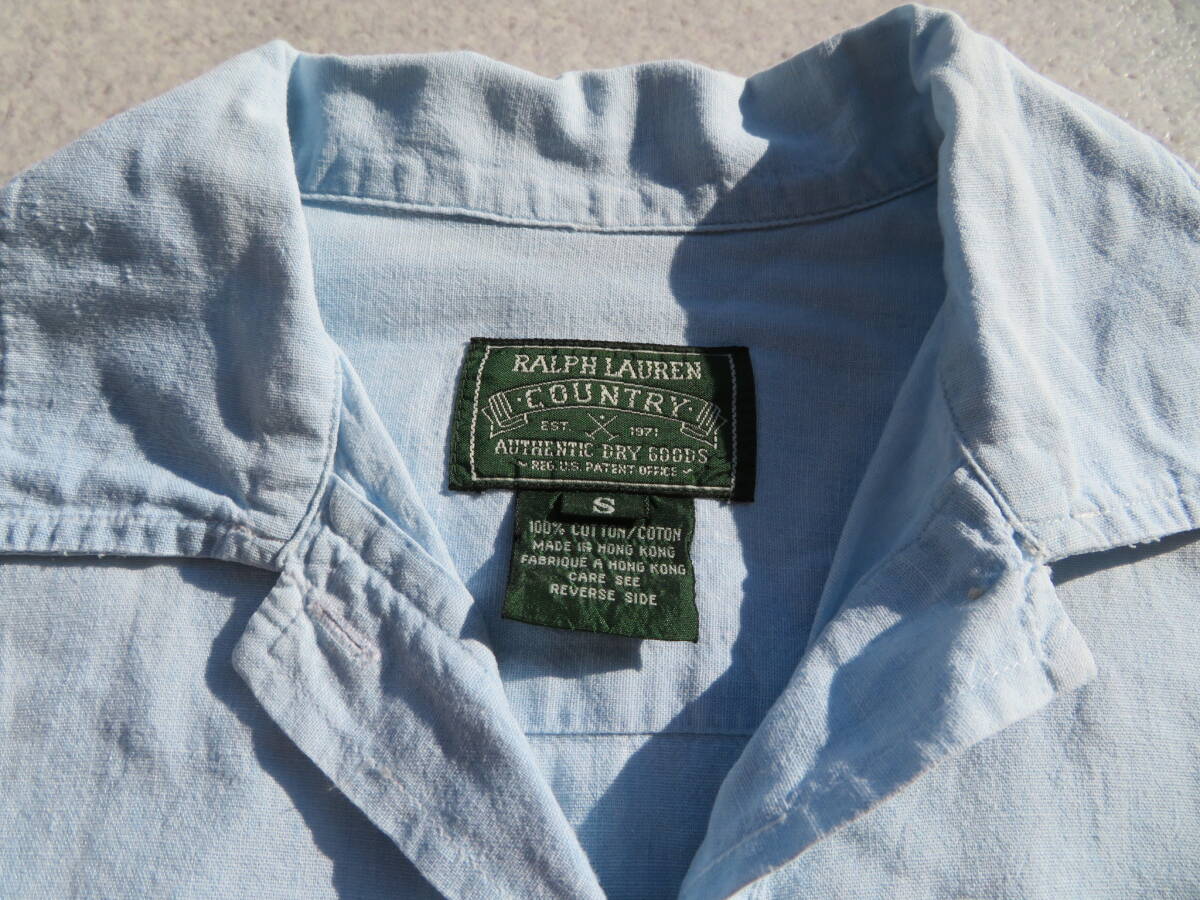 RALPH LAUREN
COUNTRY
EST. 1971
AUTHENTIC DRY GOODS
~ REG. U.S. PATENT OFFICE ~
S
100% COTTON/COTON
MADE IN HONG KONG
FABRIQUÉ A HONG KONG
CARE SEE
REVERSE SIDE